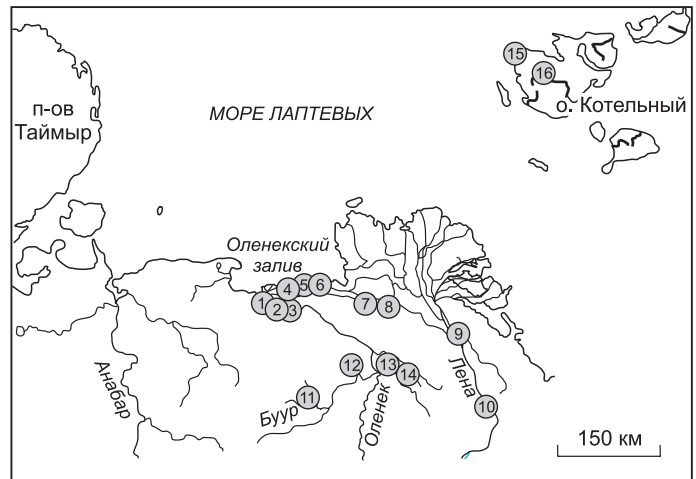 15
16
п-ов
Таймыр
МОРЕ ЛАПТЕВЫХ
о. Котельный
Оленекский
залив
1
2
3
4
5
6
7
8
9
Анабар
Лена
12
13
14
11
Буур
Оленек
10
150 км